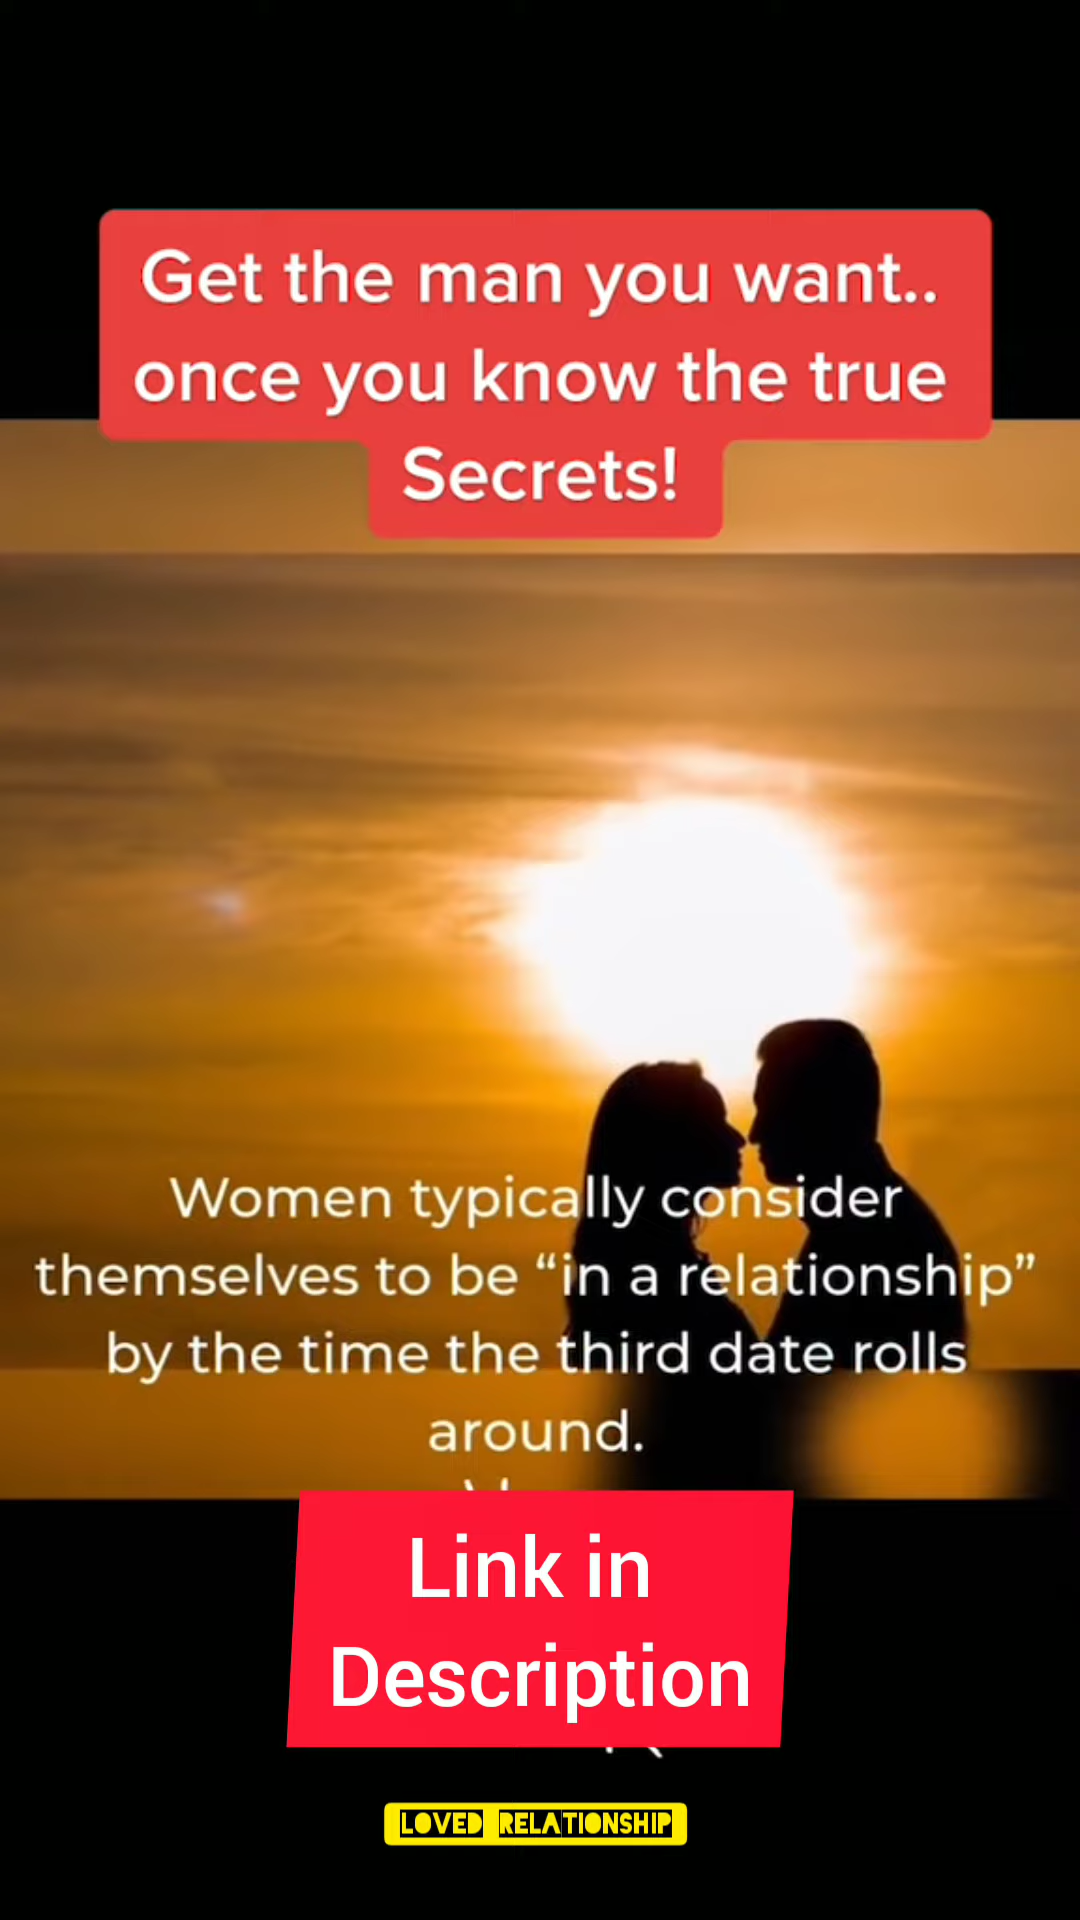 Get the man you want..
once you know the true
Secrets!
Women typically consider
themselves to be “in a relationship”
by the time the third date rolls
around.
Link in
Description
LOVED RELATIONSHIP